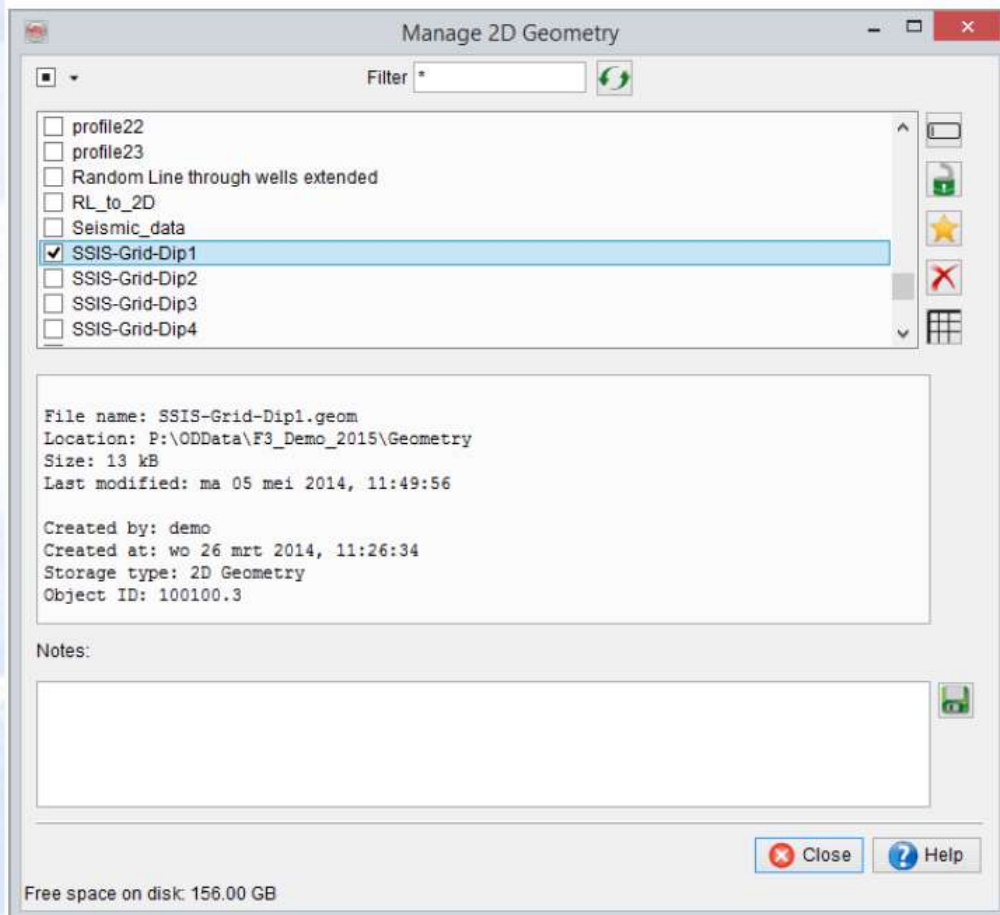 Manage 2D Geometry
Filter *
profile22
profile23
Random Line through wells extended
RL_to_2D
Seismic_data
SSIS-Grid-Dip1
SSIS-Grid-Dip2
SSIS-Grid-Dip3
SSIS-Grid-Dip4
File name: SSIS-Grid-Dip1.geom
Location: P:\ODData\F3_Demo_2015\Geometry
Size: 13 kB
Last modified: ma 05 mei 2014, 11:49:56
Created by: demo
Created at: wo 26 mrt 2014, 11:26:34
Storage type: 2D Geometry
Object ID: 100100.3
Notes:
Close Help
Free space on disk: 156.00 GB